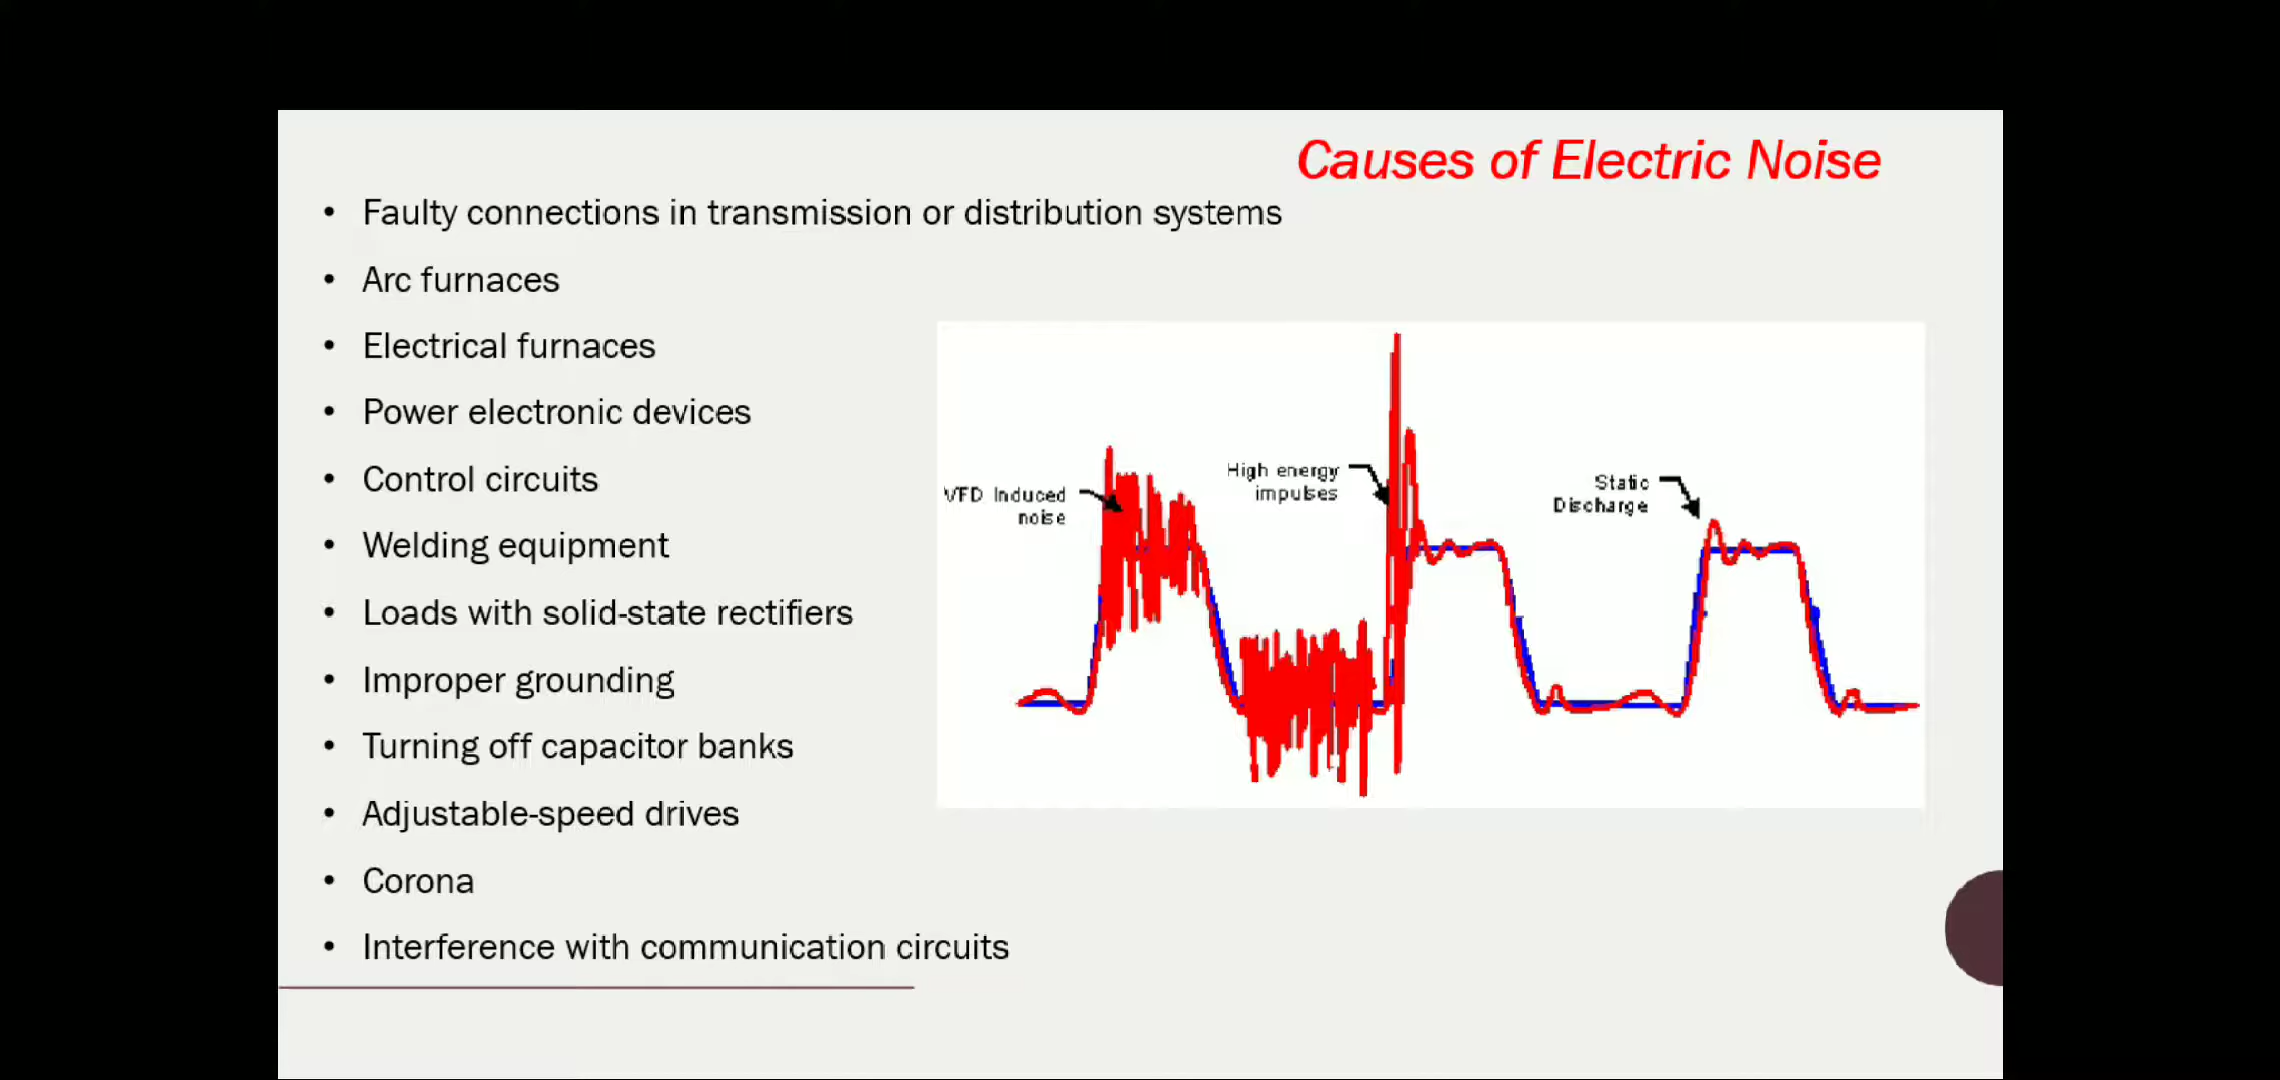 Causes of Electric Noise
• Faulty connections in transmission or distribution systems
• Arc furnaces
• Electrical furnaces
• Power electronic devices
• Control circuits
• Welding equipment
• Loads with solid-state rectifiers
• Improper grounding
• Turning off capacitor banks
• Adjustable-speed drives
• Corona
• Interference with communication circuits
VFD Induced
noise
High energy
impulses
Static
Discharge